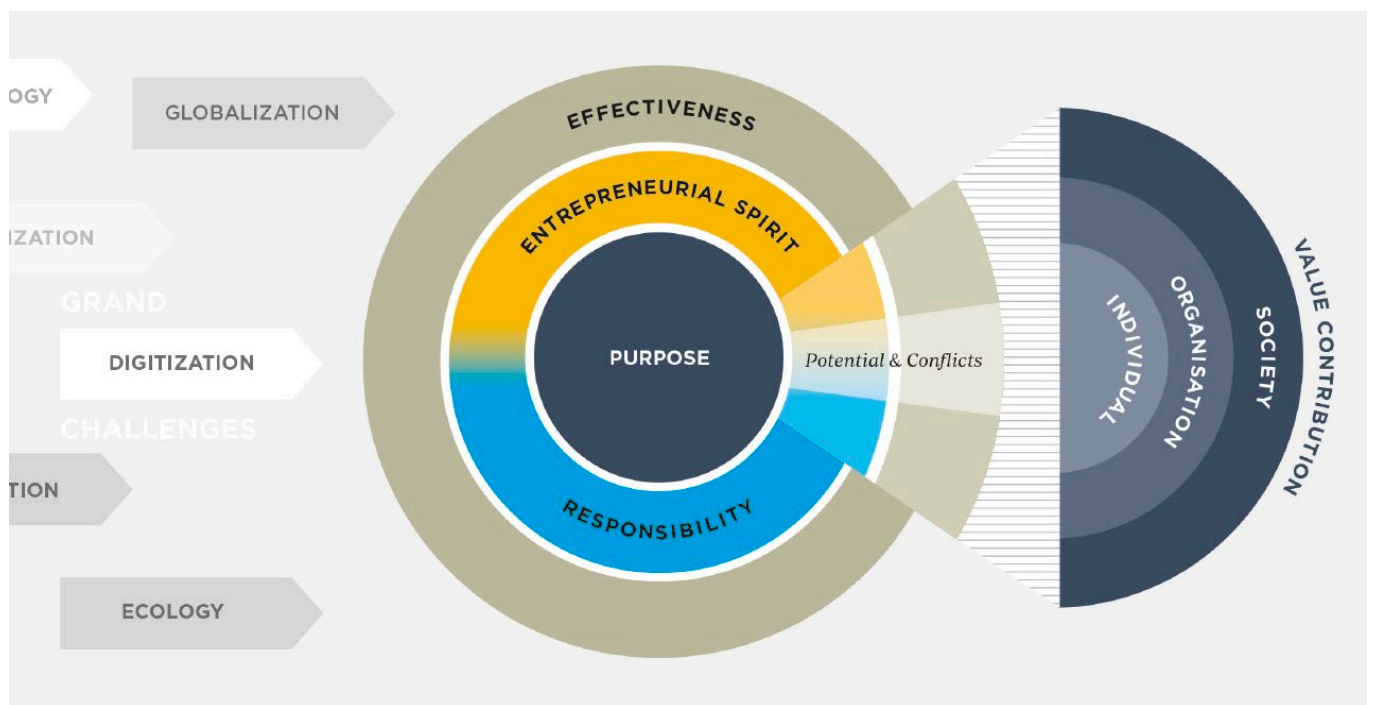 OGY
GLOBALIZATION
IZATION
GRAND
DIGITIZATION
CHALLENGES
TION
ECOLOGY
EFFECTIVENESS
ENTREPRENEURIAL SPIRIT
PURPOSE
Potential & Conflicts
RESPONSIBILITY
INDIVIDUAL
ORGANISATION
SOCIETY
VALUE CONTRIBUTION